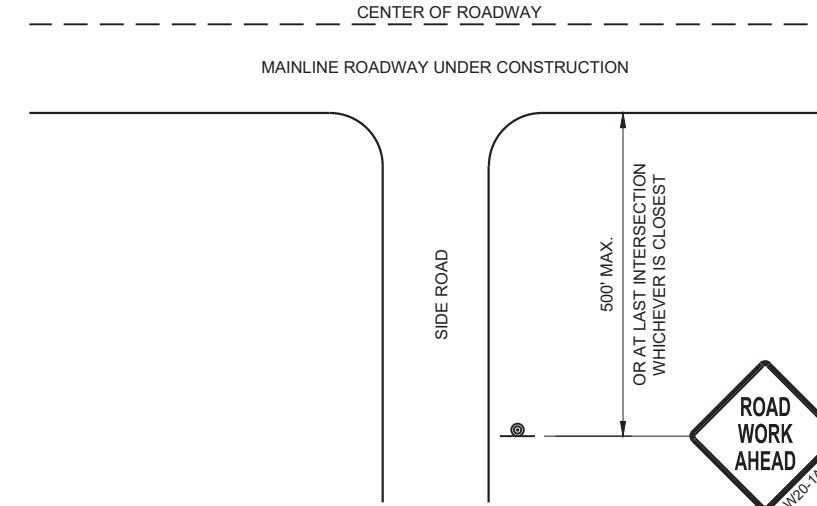 CENTER OF ROADWAY
MAINLINE ROADWAY UNDER CONSTRUCTION
SIDE ROAD
500' MAX.
OR AT LAST INTERSECTION
WHICHEVER IS CLOSEST
ROAD
WORK
AHEAD